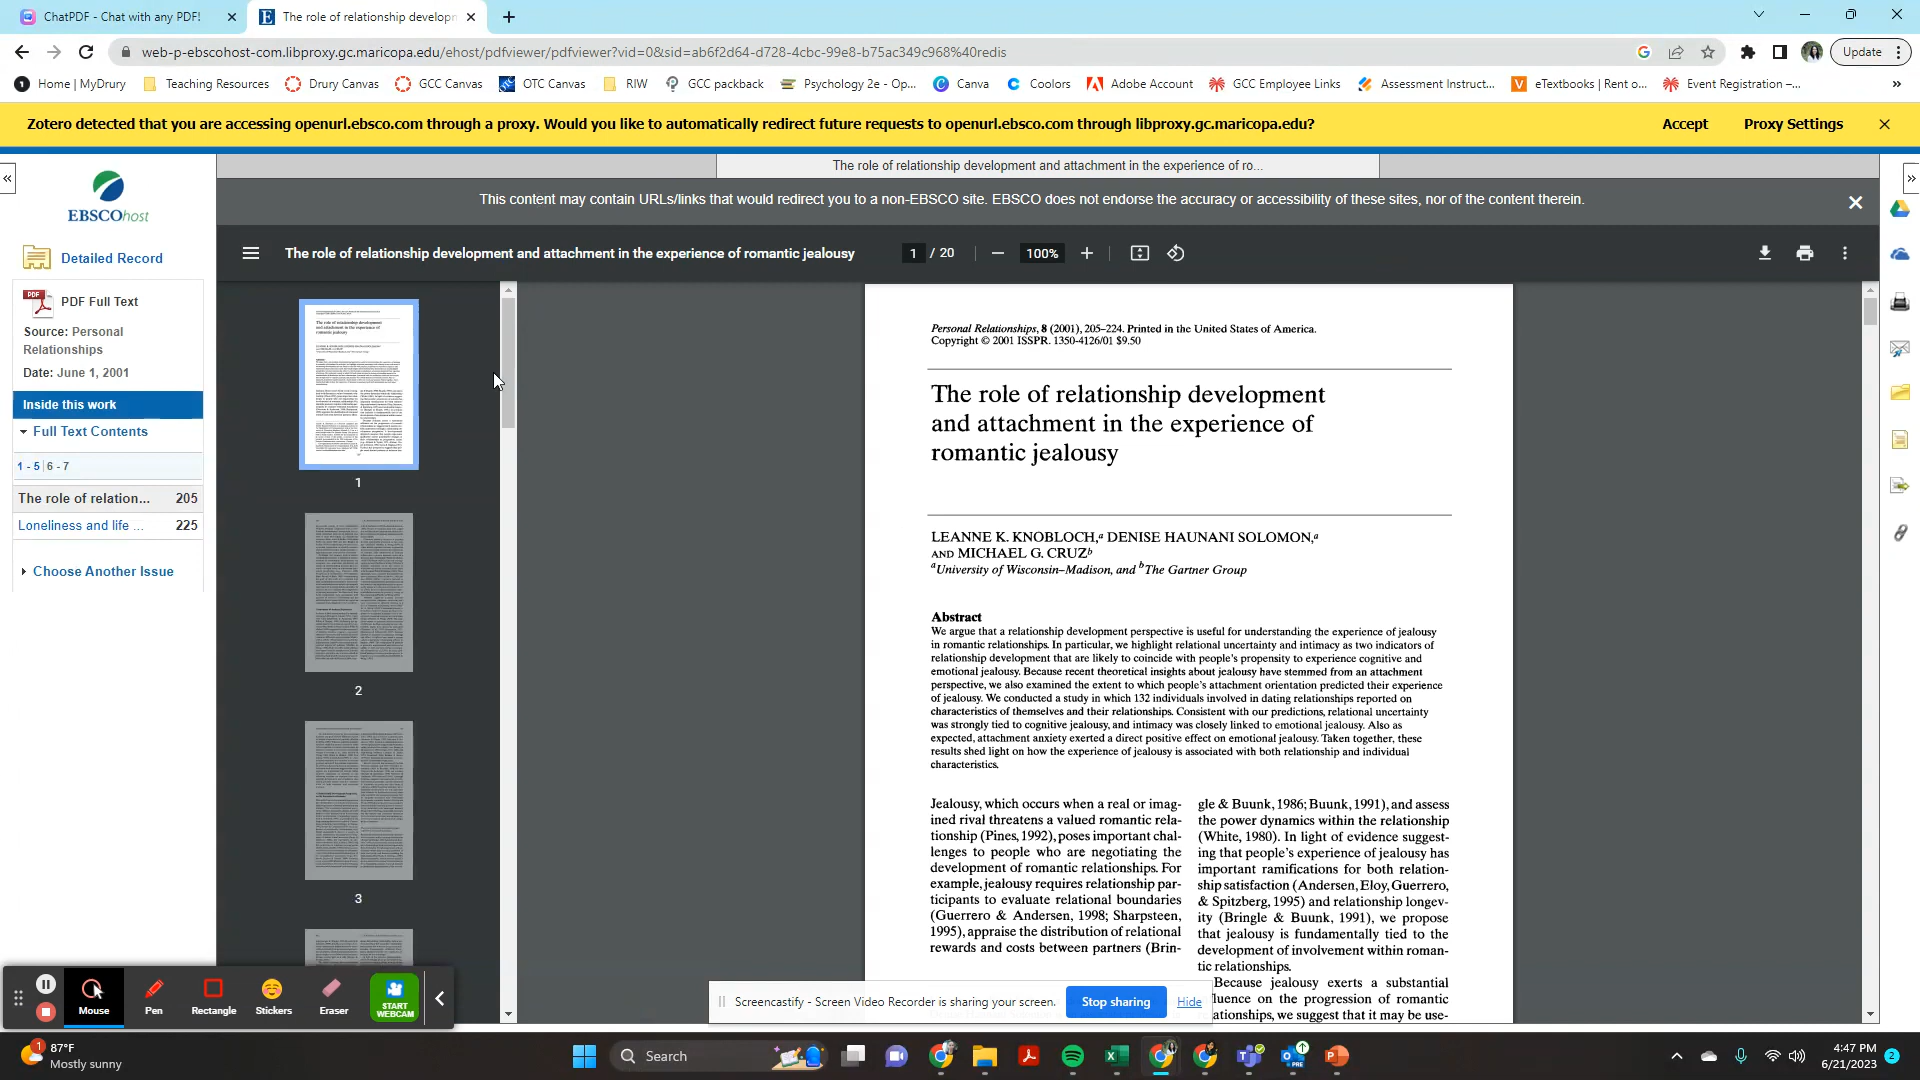 ChatPDF - Chat with any PDF!
The role of relationship developn
web-p-ebscohost-com.libproxy.gc.maricopa.edu/ehost/pdfviewer/pdfviewer?vid=0&sid=ab6f2d64-d728-4cbc-99e8-b75ac349c968%40redis
Update
Home | MyDrury
Teaching Resources
Drury Canvas
GCC Canvas
OTC Canvas
RIW
GCC packback
Psychology 2e - Op...
Canva
Coolors
Adobe Account
GCC Employee Links
Assessment Instruct...
eTextbooks | Rent o...
Event Registration –...
Zotero detected that you are accessing openurl.ebsco.com through a proxy. Would you like to automatically redirect future requests to openurl.ebsco.com through libproxy.gc.maricopa.edu?
Accept
Proxy Settings
The role of relationship development and attachment in the experience of ro...
This content may contain URLs/links that would redirect you to a non-EBSCO site. EBSCO does not endorse the accuracy or accessibility of these sites, nor of the content therein.
EBSCOhost
Detailed Record
PDF
PDF Full Text
Source: Personal
Relationships
Date: June 1, 2001
Inside this work
Full Text Contents
1 - 5 | 6 - 7
The role of relation... 205
Loneliness and life ... 225
Choose Another Issue
The role of relationship development and attachment in the experience of romantic jealousy
1 / 20
100%
1
2
3
Personal Relationships, 8 (2001), 205–224. Printed in the United States of America.
Copyright © 2001 ISSPR. 1350-4126/01 $9.50
The role of relationship development
and attachment in the experience of
romantic jealousy
LEANNE K. KNOBLOCH,a DENISE HAUNANI SOLOMON,a
AND MICHAEL G. CRUZb
aUniversity of Wisconsin–Madison, and bThe Gartner Group
Abstract
We argue that a relationship development perspective is useful for understanding the experience of jealousy
in romantic relationships. In particular, we highlight relational uncertainty and intimacy as two indicators of
relationship development that are likely to coincide with people's propensity to experience cognitive and
emotional jealousy. Because recent theoretical insights about jealousy have stemmed from an attachment
perspective, we also examined the extent to which people's attachment orientation predicted their experience
of jealousy. We conducted a study in which 132 individuals involved in dating relationships reported on
characteristics of themselves and their relationships. Consistent with our predictions, relational uncertainty
was strongly tied to cognitive jealousy, and intimacy was closely linked to emotional jealousy. Also as
expected, attachment anxiety exerted a direct positive effect on emotional jealousy. Taken together, these
results shed light on how the experience of jealousy is associated with both relationship and individual
characteristics.
Jealousy, which occurs when a real or imag-
ined rival threatens a valued romantic rela-
tionship (Pines, 1992), poses important chal-
lenges to people who are negotiating the
development of romantic relationships. For
example, jealousy requires relationship par-
ticipants to evaluate relational boundaries
(Guerrero & Andersen, 1998; Sharpsteen,
1995), appraise the distribution of relational
rewards and costs between partners (Brin-
gle & Buunk, 1986; Buunk, 1991), and assess
the power dynamics within the relationship
(White, 1980). In light of evidence suggest-
ing that people's experience of jealousy has
important ramifications for both relation-
ship satisfaction (Andersen, Eloy, Guerrero,
& Spitzberg, 1995) and relationship longev-
ity (Bringle & Buunk, 1991), we propose
that jealousy is fundamentally tied to the
development of involvement within roman-
tic relationships.
Because jealousy exerts a substantial
luence on the progression of romantic
ationships, we suggest that it may be use-
Mouse
Pen
Rectangle
Stickers
Eraser
START
WEBCAM
Screencastify - Screen Video Recorder is sharing your screen.
Stop sharing
Hide
1
87°F
Mostly sunny
Search
PRE
4:47 PM
6/21/2023
2